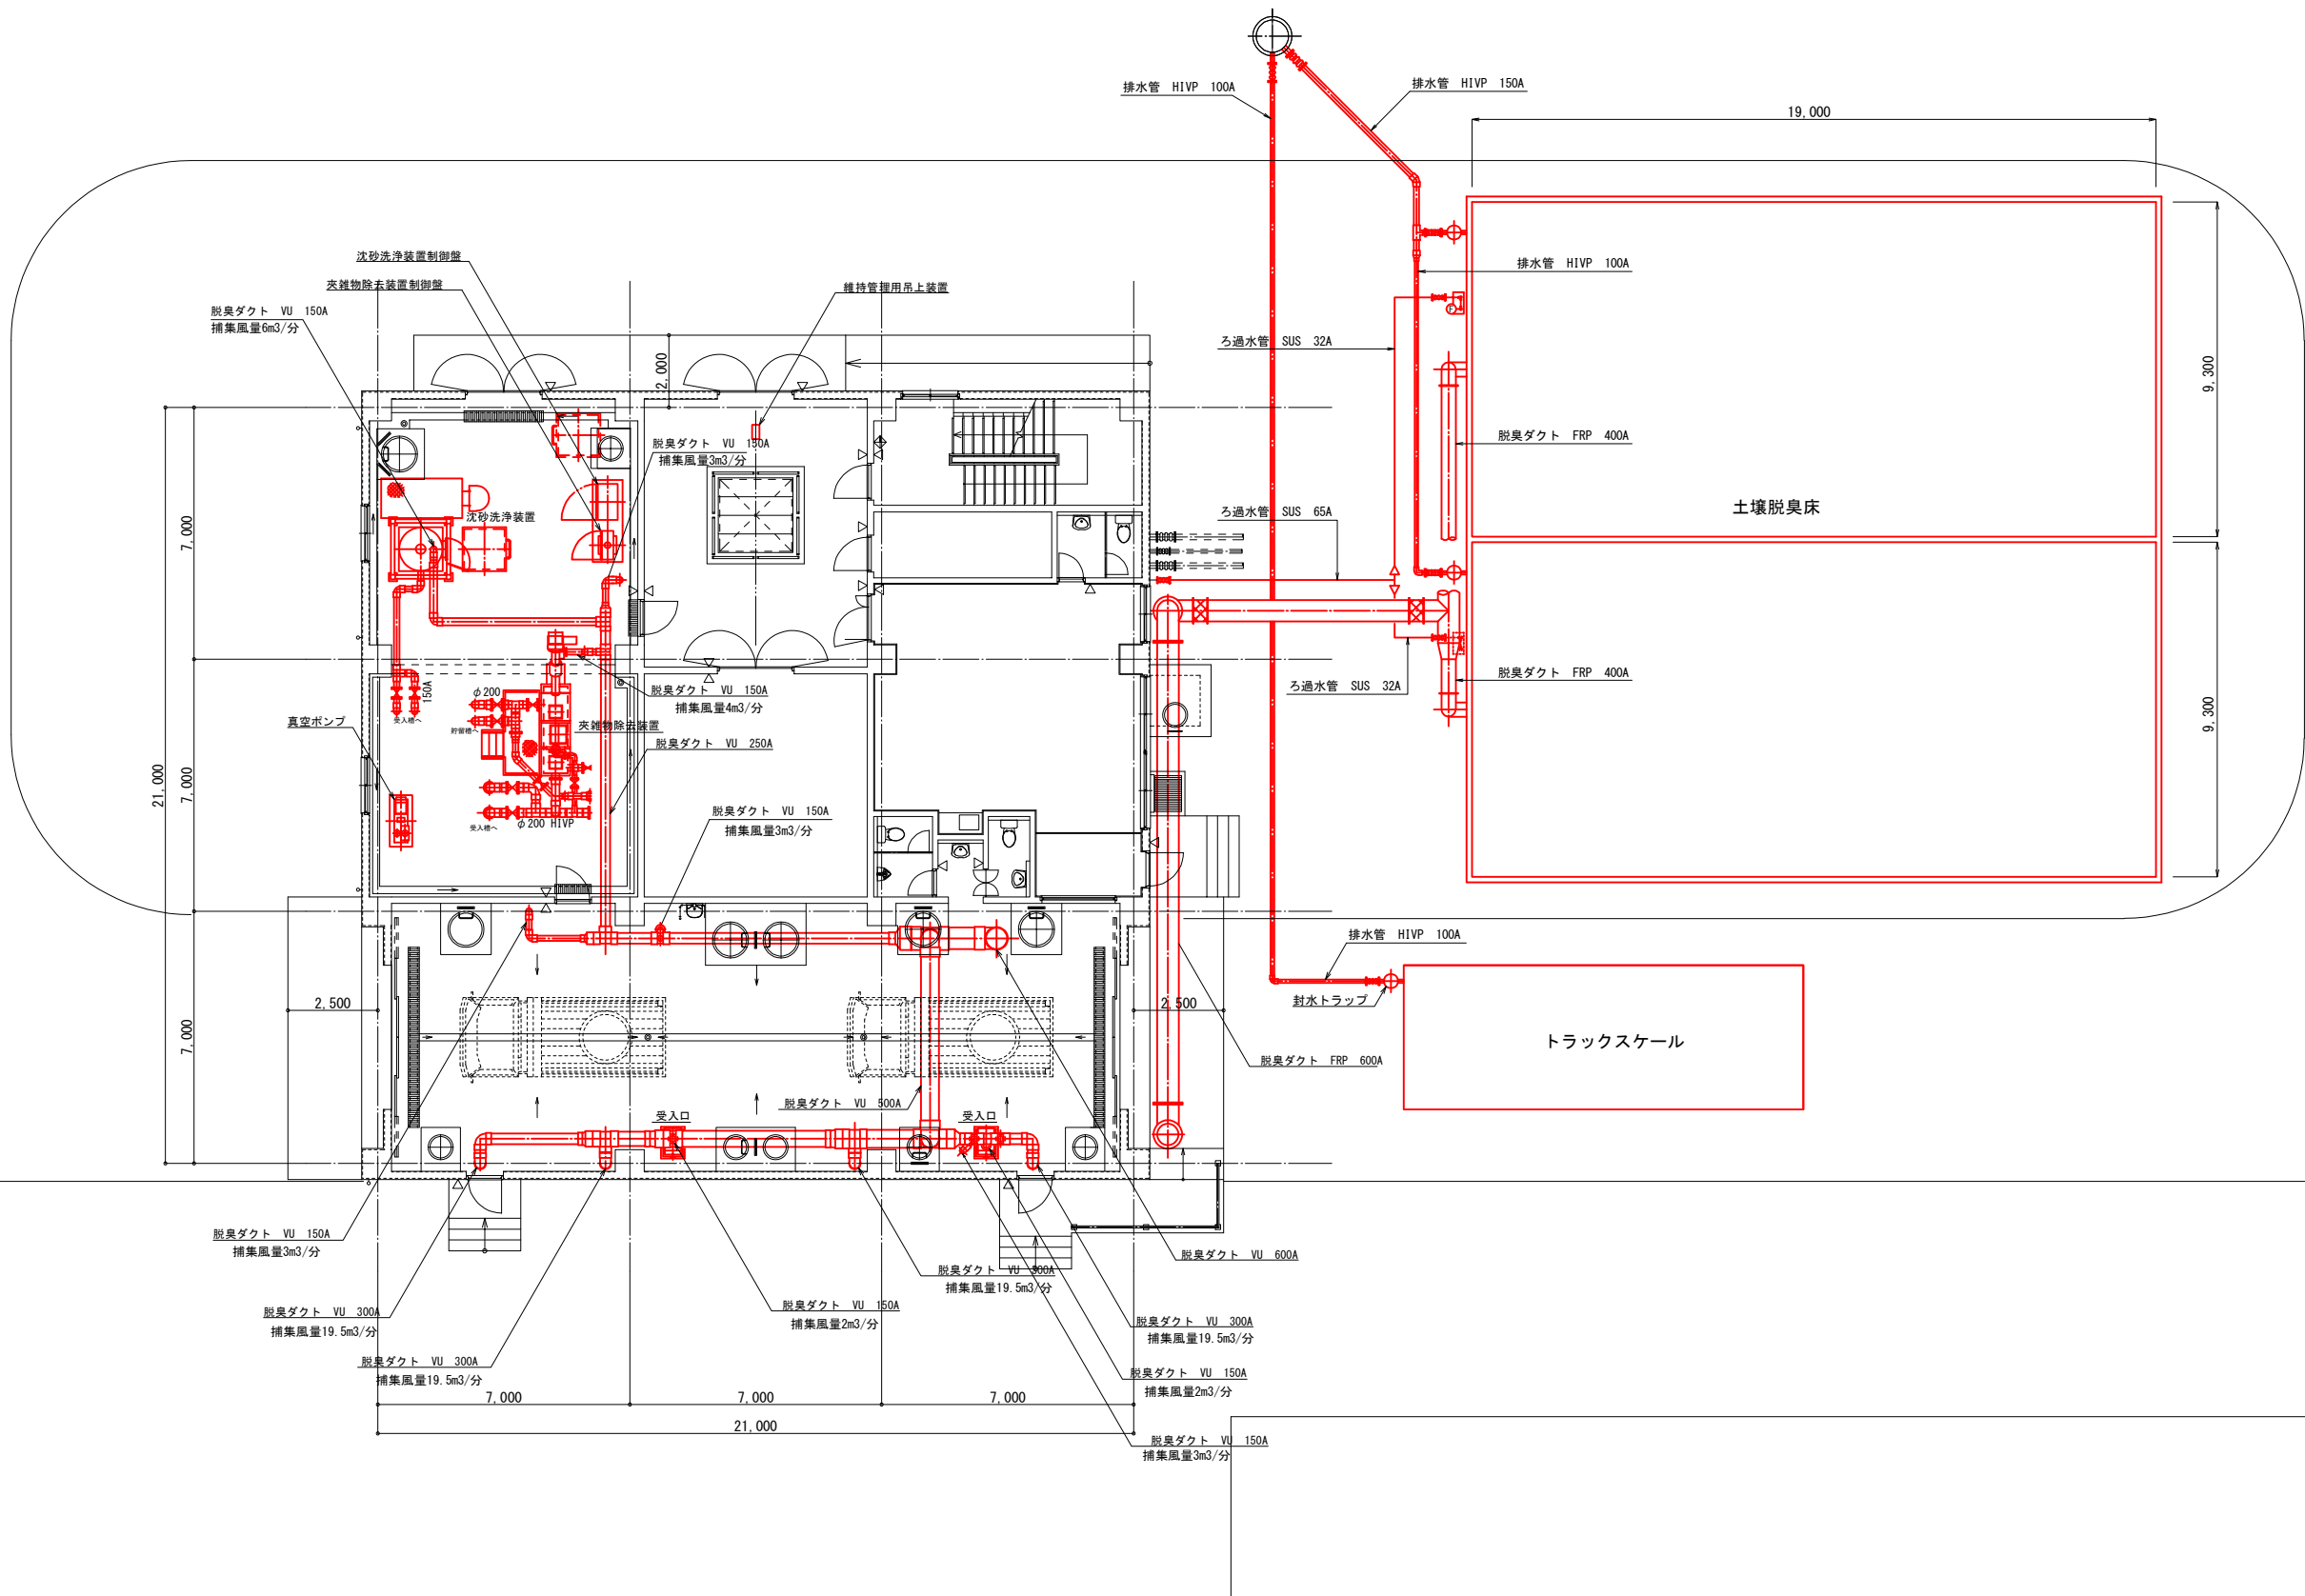 排水管 HIVP 100A
排水管 HIVP 150A
19,000
沈砂洗浄装置制御盤
夾雑物除去装置制御盤
維持管理用吊上装置
排水管 HIVP 100A
脱臭ダクト VU 150A
捕集風量6m3/分
ろ過水管 SUS 32A
2,000
9,300
脱臭ダクト VU 150A
捕集風量3m3/分
脱臭ダクト FRP 400A
土壌脱臭床
沈砂洗浄装置
ろ過水管 SUS 65A
7,000
F
脱臭ダクト FRP 400A
ろ過水管 SUS 32A
脱臭ダクト VU 150A
捕集風量4m3/分
150A
φ200
受入槽へ
貯留槽へ
真空ポンプ
夾雑物除去装置
脱臭ダクト VU 250A
9,300
21,000
7,000
脱臭ダクト VU 150A
捕集風量3m3/分
受入槽へ
φ200 HIVP
排水管 HIVP 100A
封水トラップ
2,500
2,500
7,000
トラックスケール
脱臭ダクト FRP 600A
脱臭ダクト VU 500A
受入口
受入口
脱臭ダクト VU 150A
捕集風量3m3/分
脱臭ダクト VU 600A
脱臭ダクト VU 300A
捕集風量19.5m3/分
脱臭ダクト VU 300A
捕集風量19.5m3/分
脱臭ダクト VU 150A
捕集風量2m3/分
脱臭ダクト VU 300A
捕集風量19.5m3/分
脱臭ダクト VU 300A
捕集風量19.5m3/分
脱臭ダクト VU 150A
捕集風量2m3/分
7,000
7,000
7,000
21,000
脱臭ダクト VU 150A
捕集風量3m3/分